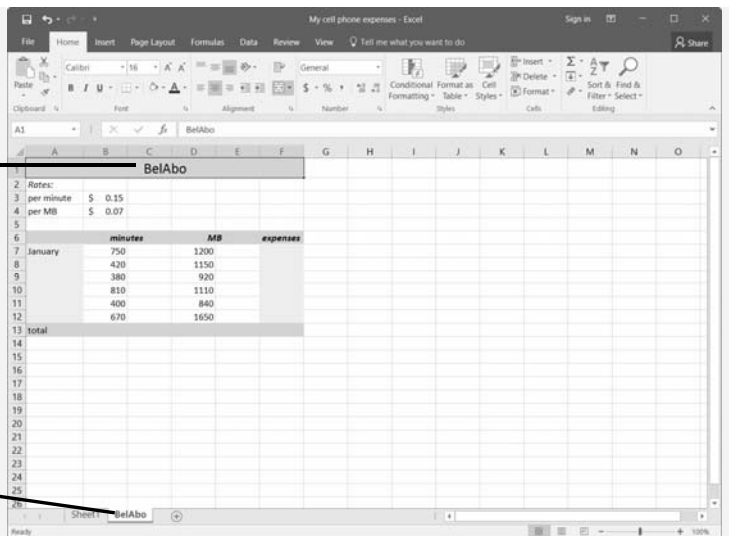 My cell phone expenses - Excel
Sign in
File Home Insert Page Layout Formulas Data Review View Tell me what you want to do Share
Paste
Calibri 16 A A
B I U A
General
$ % ,
Conditional Formatting
Format as Table
Cell Styles
Insert
Delete
Format
Σ
Sort & Filter
Find & Select
Clipboard Font Alignment Number Styles Cells Editing
A1 fx BelAbo
A B C D E F G H I J K L M N O
1 BelAbo
2 Rates:
3 per minute $ 0.15
4 per MB $ 0.07
5
6 minutes MB expenses
7 January 750 1200
8 420 1150
9 380 920
10 810 1110
11 400 840
12 670 1650
13 total
14
15
16
17
18
19
20
21
22
23
24
25
26
Sheet1 BelAbo
Ready 100%